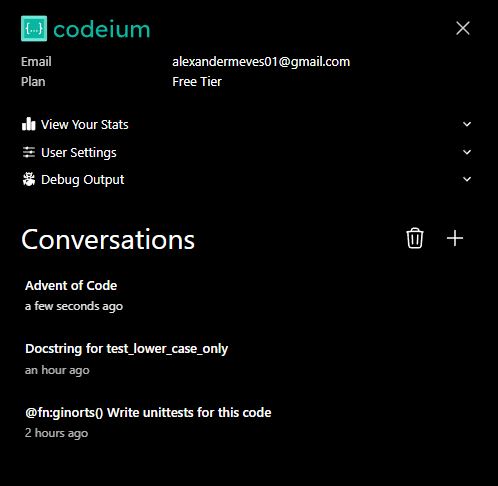 {...} codeium
Email alexandermeves01@gmail.com
Plan Free Tier
View Your Stats
User Settings
Debug Output
Conversations
Advent of Code
a few seconds ago
Docstring for test_lower_case_only
an hour ago
@fn:ginorts() Write unittests for this code
2 hours ago